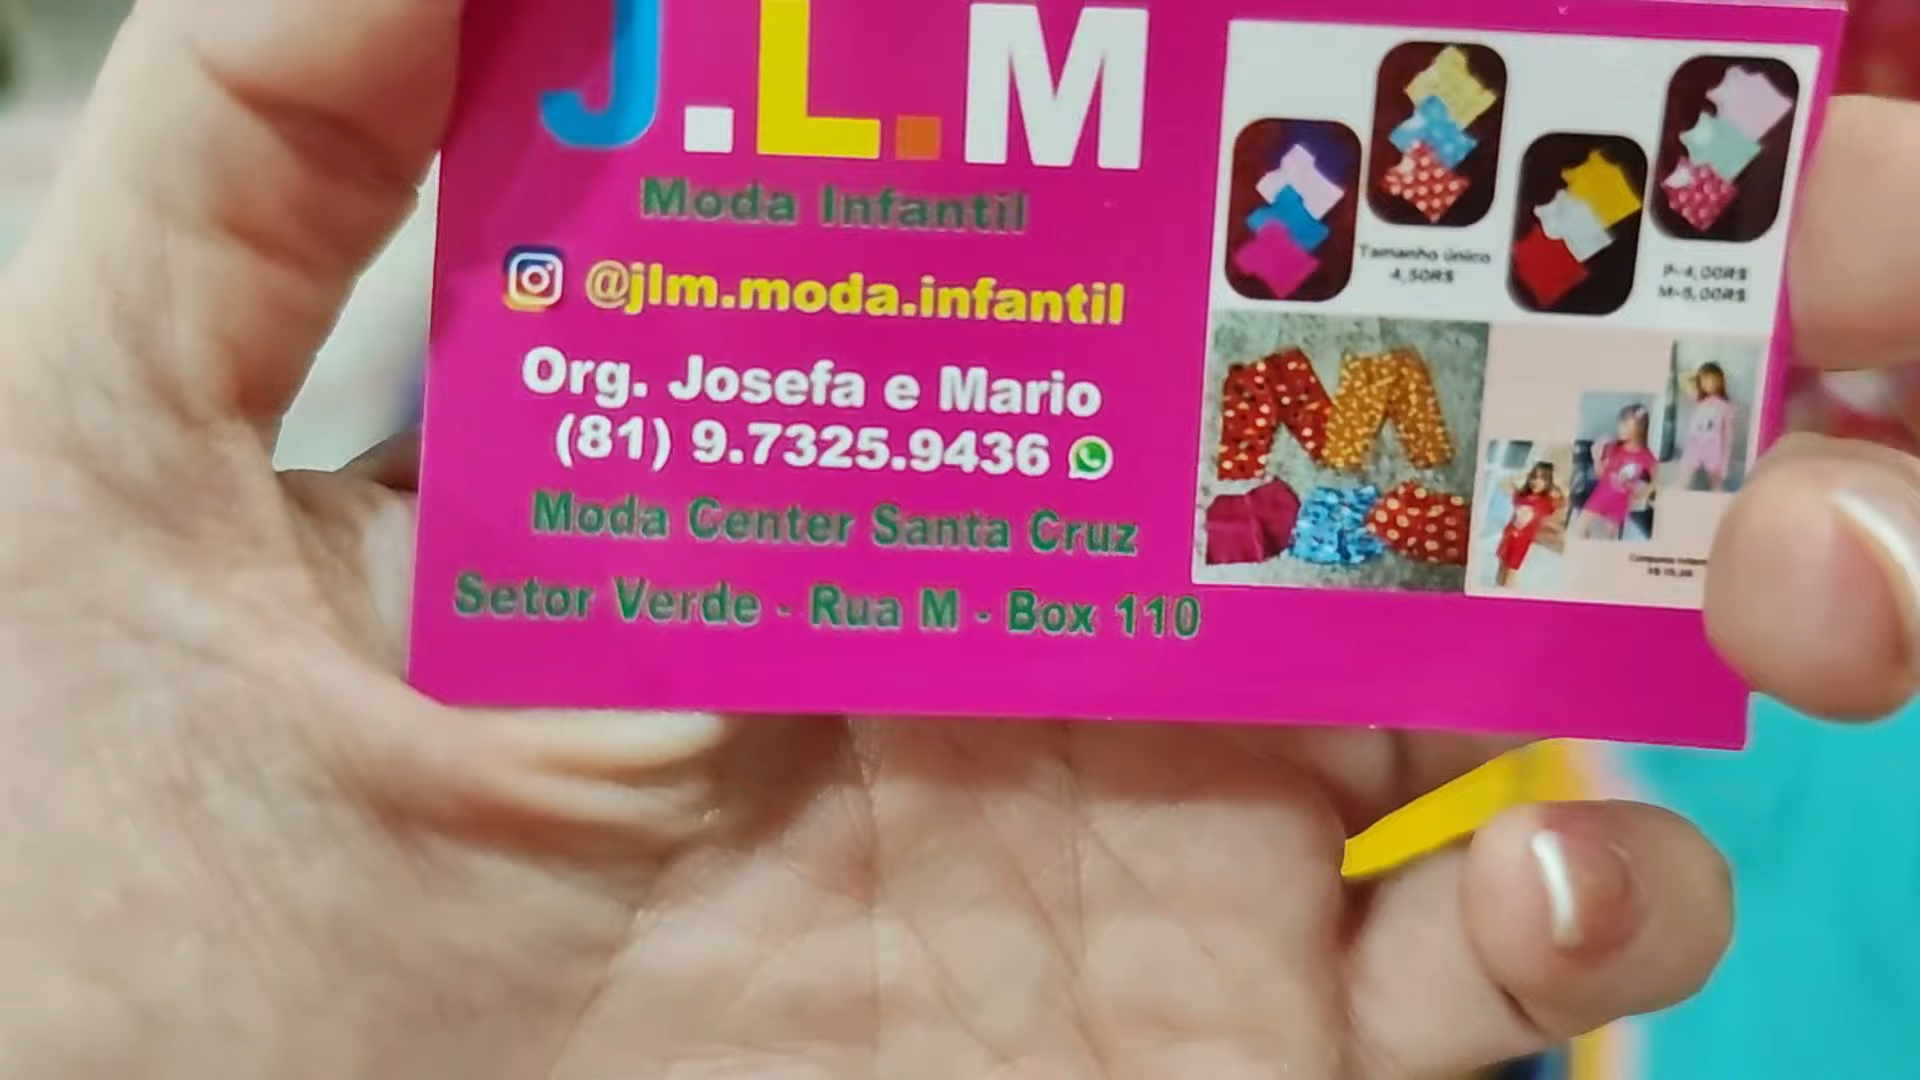 J.L.M
Moda Infantil
@jlm.moda.infantil
Org. Josefa e Mario
(81) 9.7325.9436
Moda Center Santa Cruz
Setor Verde - Rua M - Box 110
Tamanho único
4,50R$
P-4,00R$
M-5,00R$